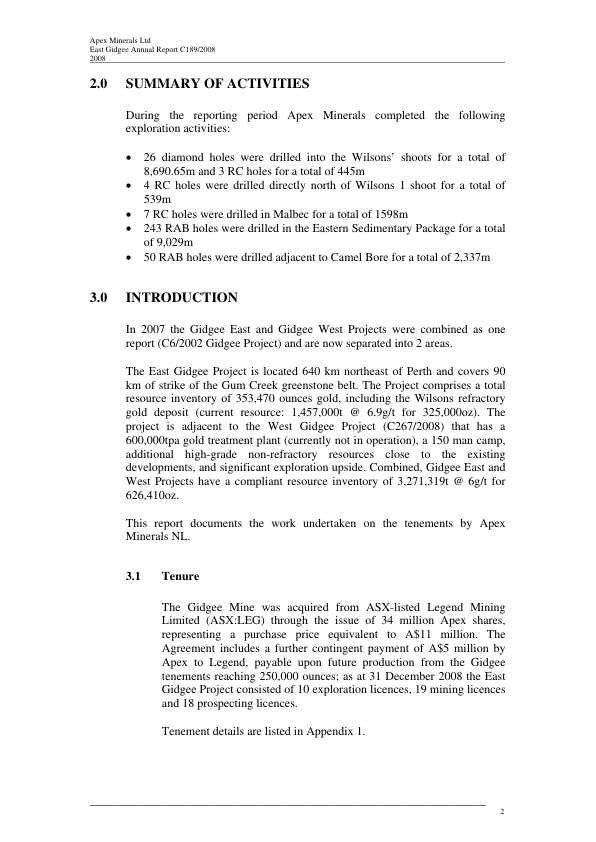 Apex Minerals Ltd
East Gidgee Annual Report C189/2008
2008
2.0 SUMMARY OF ACTIVITIES
During the reporting period Apex Minerals completed the following
exploration activities:
• 26 diamond holes were drilled into the Wilsons' shoots for a total of
8,690.65m and 3 RC holes for a total of 445m
• 4 RC holes were drilled directly north of Wilsons 1 shoot for a total of
539m
• 7 RC holes were drilled in Malbec for a total of 1598m
• 243 RAB holes were drilled in the Eastern Sedimentary Package for a total
of 9,029m
• 50 RAB holes were drilled adjacent to Camel Bore for a total of 2,337m
3.0 INTRODUCTION
In 2007 the Gidgee East and Gidgee West Projects were combined as one
report (C6/2002 Gidgee Project) and are now separated into 2 areas.
The East Gidgee Project is located 640 km northeast of Perth and covers 90
km of strike of the Gum Creek greenstone belt. The Project comprises a total
resource inventory of 353,470 ounces gold, including the Wilsons refractory
gold deposit (current resource: 1,457,000t @ 6.9g/t for 325,000oz). The
project is adjacent to the West Gidgee Project (C267/2008) that has a
600,000tpa gold treatment plant (currently not in operation), a 150 man camp,
additional high-grade non-refractory resources close to the existing
developments, and significant exploration upside. Combined, Gidgee East and
West Projects have a compliant resource inventory of 3,271,319t @ 6g/t for
626,410oz.
This report documents the work undertaken on the tenements by Apex
Minerals NL.
3.1 Tenure
The Gidgee Mine was acquired from ASX-listed Legend Mining
Limited (ASX:LEG) through the issue of 34 million Apex shares,
representing a purchase price equivalent to A$11 million. The
Agreement includes a further contingent payment of A$5 million by
Apex to Legend, payable upon future production from the Gidgee
tenements reaching 250,000 ounces; as at 31 December 2008 the East
Gidgee Project consisted of 10 exploration licences, 19 mining licences
and 18 prospecting licences.
Tenement details are listed in Appendix 1.
2